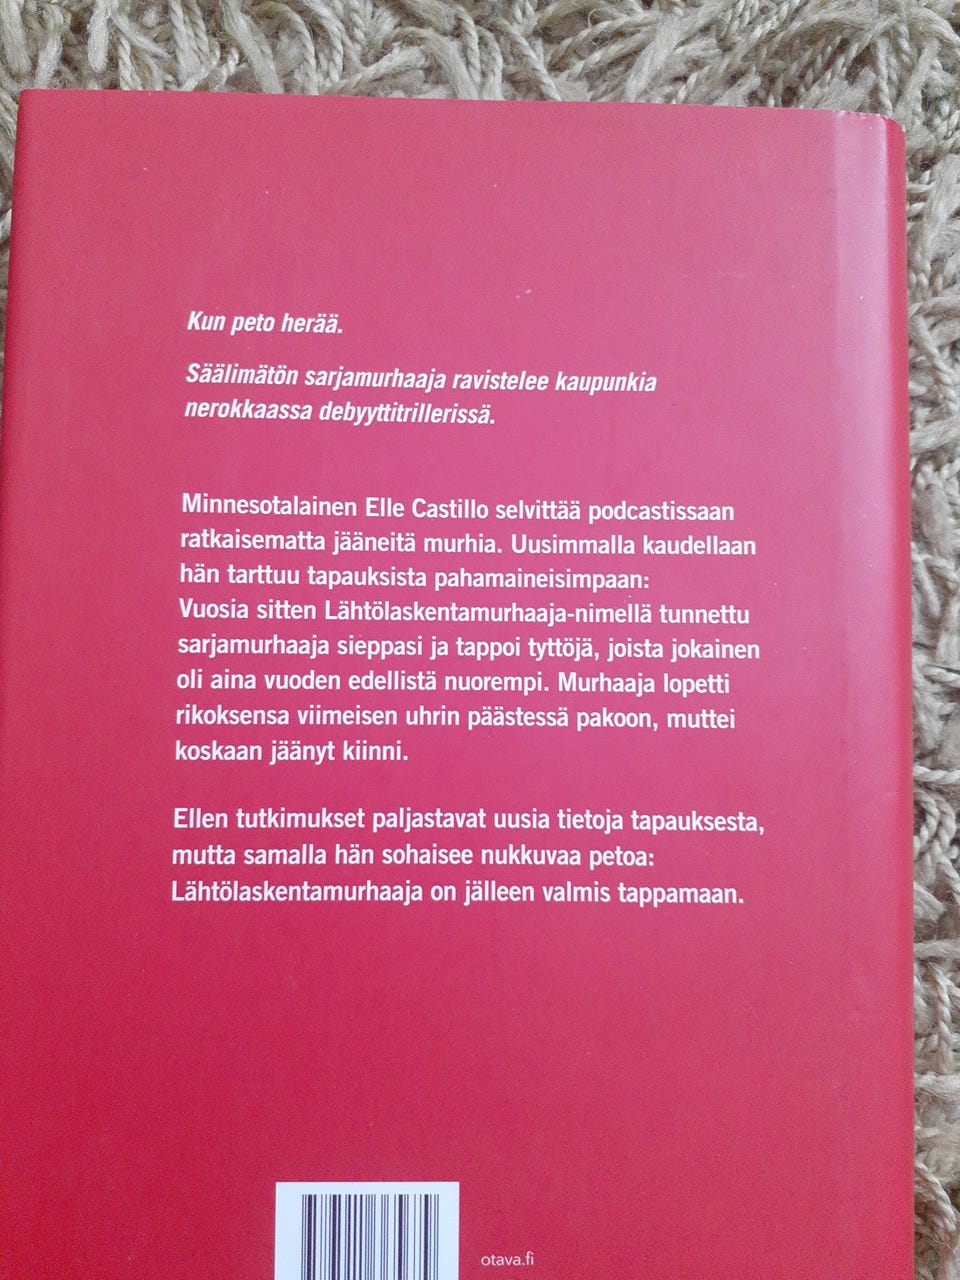 Kun peto herää.
Säälimätön sarjamurhaaja ravistelee kaupunkia
nerokkaassa debyyttitrillerissä.
Minnesotalainen Elle Castillo selvittää podcastissaan
ratkaisematta jääneitä murhia. Uusimmalla kaudellaan
hän tarttuu tapauksista pahamaineisimpaan:
Vuosia sitten Lähtölaskentamurhaaja-nimellä tunnettu
sarjamurhaaja sieppasi ja tappoi tyttöjä, joista jokainen
oli aina vuoden edellistä nuorempi. Murhaaja lopetti
rikoksensa viimeisen uhrin päästessä pakoon, muttei
koskaan jäänyt kiinni.
Ellen tutkimukset paljastavat uusia tietoja tapauksesta,
mutta samalla hän sohaisee nukkuvaa petoa:
Lähtölaskentamurhaaja on jälleen valmis tappamaan.
otava.fi